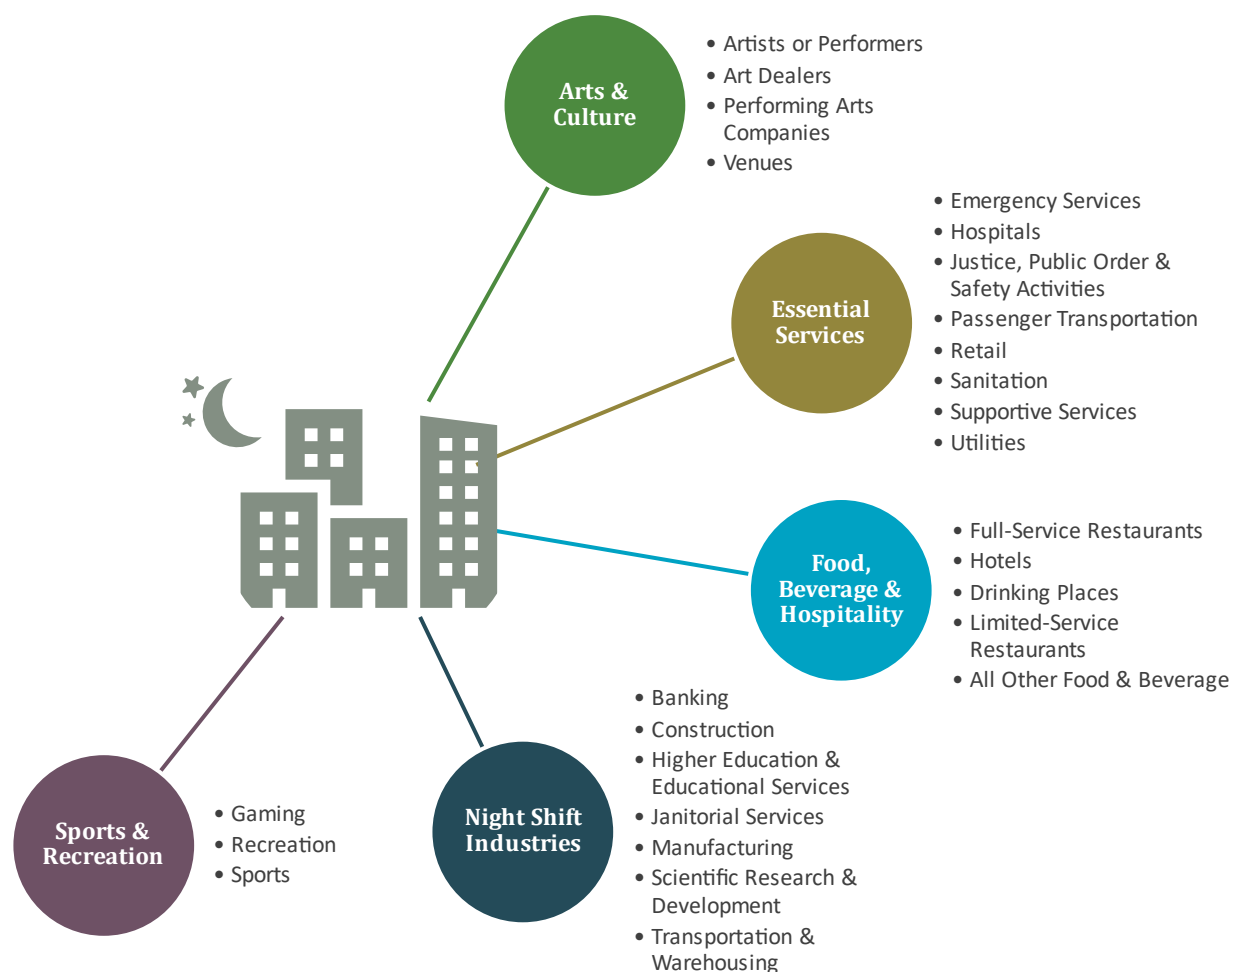 Arts &
Culture
• Artists or Performers
• Art Dealers
• Performing Arts
Companies
• Venues
Essential
Services
• Emergency Services
• Hospitals
• Justice, Public Order &
Safety Activities
• Passenger Transportation
• Retail
• Sanitation
• Supportive Services
• Utilities
Food,
Beverage &
Hospitality
• Full-Service Restaurants
• Hotels
• Drinking Places
• Limited-Service
Restaurants
• All Other Food & Beverage
Night Shift
Industries
• Banking
• Construction
• Higher Education &
Educational Services
• Janitorial Services
• Manufacturing
• Scientific Research &
Development
• Transportation &
Warehousing
Sports &
Recreation
• Gaming
• Recreation
• Sports